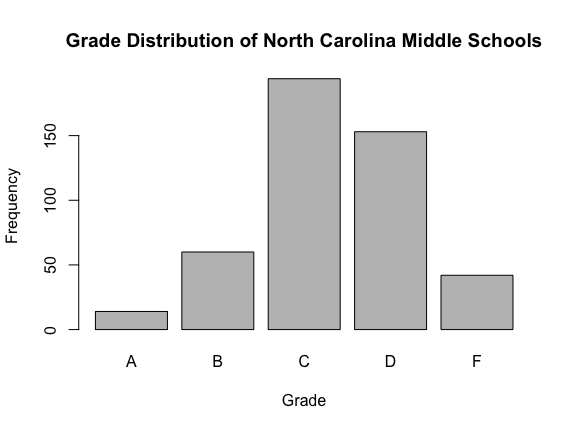 Grade Distribution of North Carolina Middle Schools
Frequency
150
100
50
0
A B C D F
Grade